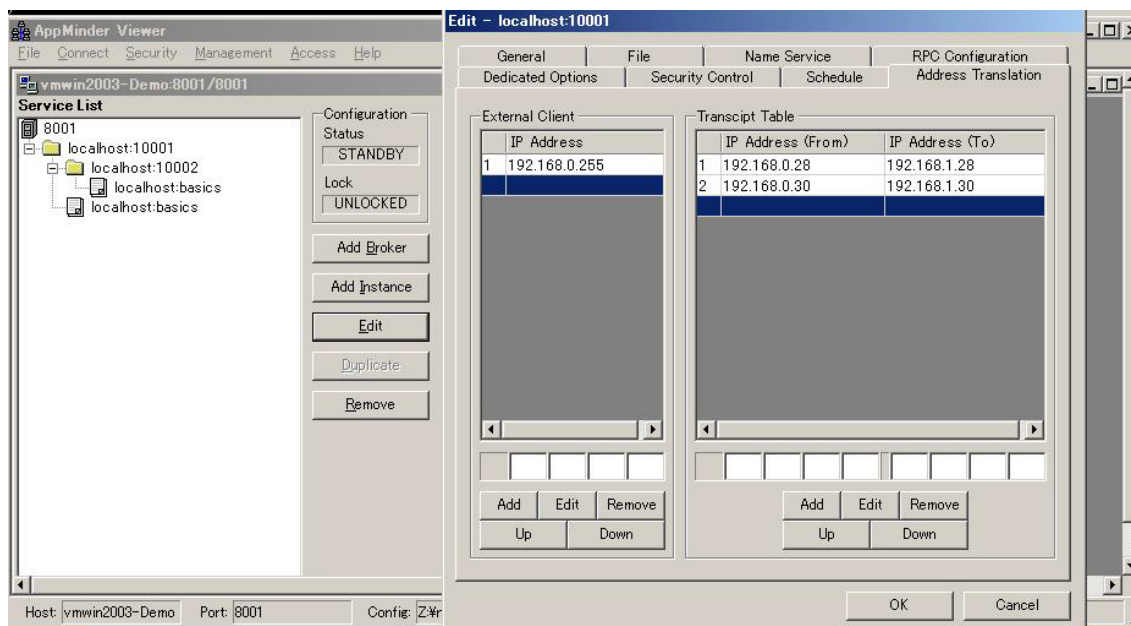 AppMinder Viewer
File Connect Security Management Access Help
vmwin2003-Demo:8001/8001
Service List
8001
localhost:10001
localhost:10002
localhost:basics
localhost:basics
Configuration
Status
STANDBY
Lock
UNLOCKED
Add Broker
Add Instance
Edit
Duplicate
Remove
Host: vmwin2003-Demo Port: 8001 Config: Z:¥r
Edit - localhost:10001
General File Name Service RPC Configuration
Dedicated Options Security Control Schedule Address Translation
External Client
IP Address
1 192.168.0.255
Add Edit Remove
Up Down
Transcipt Table
IP Address (From) IP Address (To)
1 192.168.0.28 192.168.1.28
2 192.168.0.30 192.168.1.30
Add Edit Remove
Up Down
OK Cancel